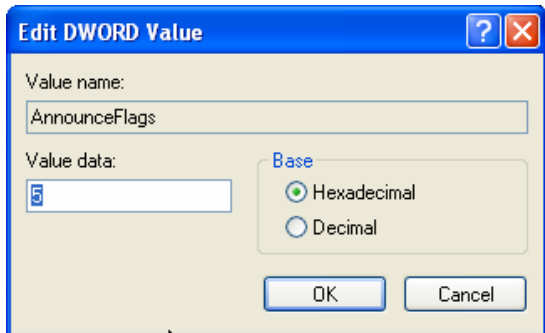 Edit DWORD Value
Value name:
AnnounceFlags
Value data:
5
Base
Hexadecimal
Decimal
OK
Cancel